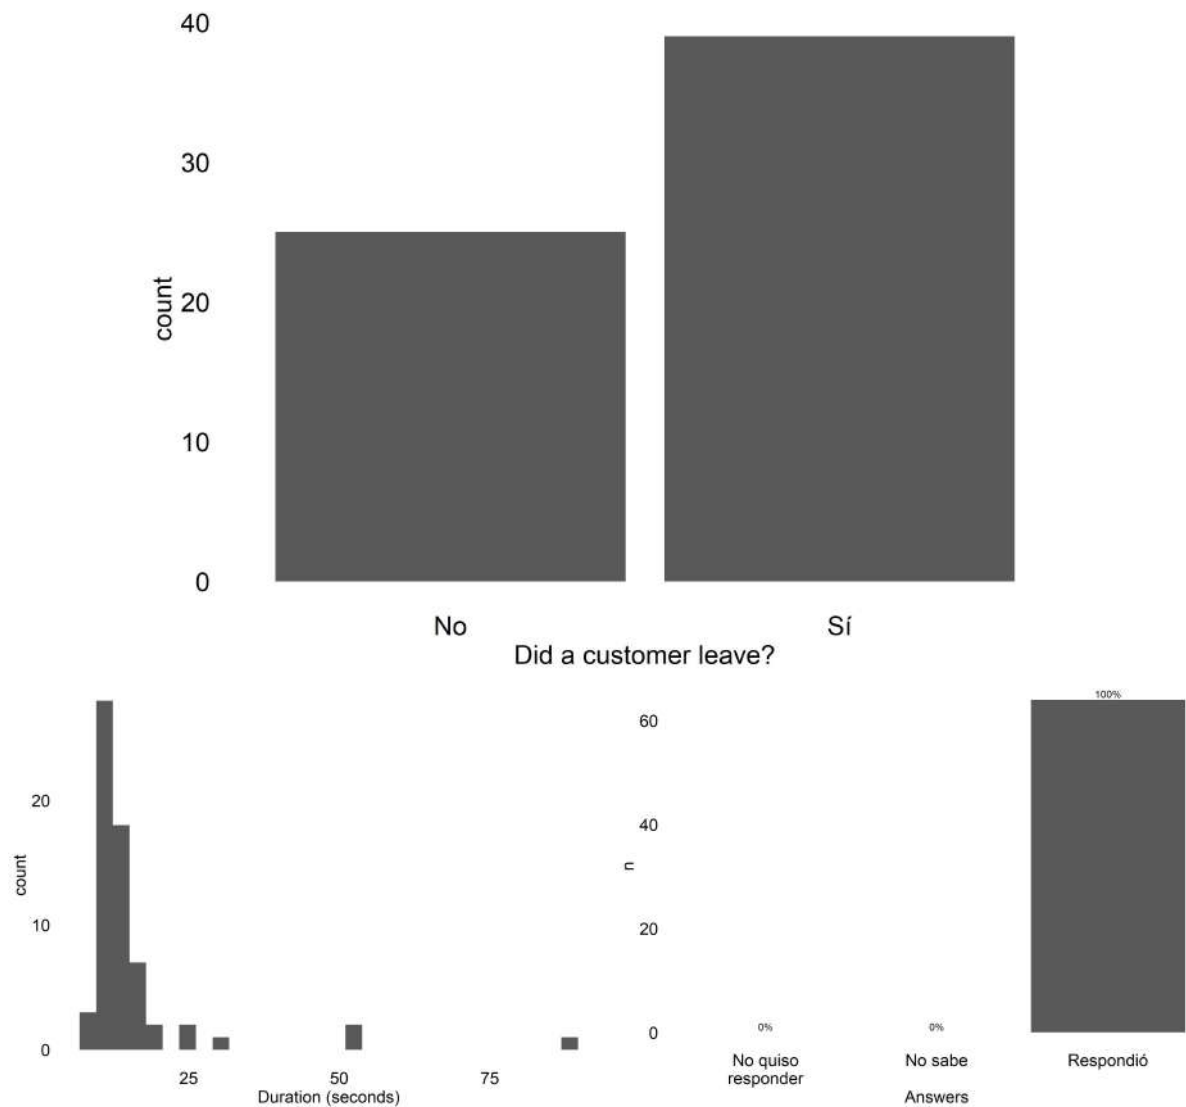 40
30
20
10
0
count
No Sí
Did a customer leave?
20
10
0
count
25 50 75
Duration (seconds)
100%
60
40
20
0
n
0% 0%
No quiso
responder
No sabe
Respondió
Answers